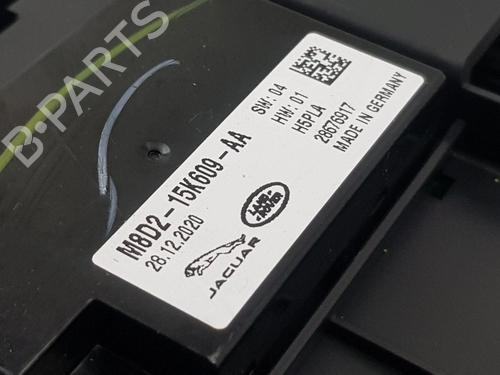 B-PARTS
M8D2-15K609-AA
28.12.2020
SW: 04
HW: 01
H5PLA
28676917
MADE IN GERMANY
LAND-
ROVER
JAGUAR